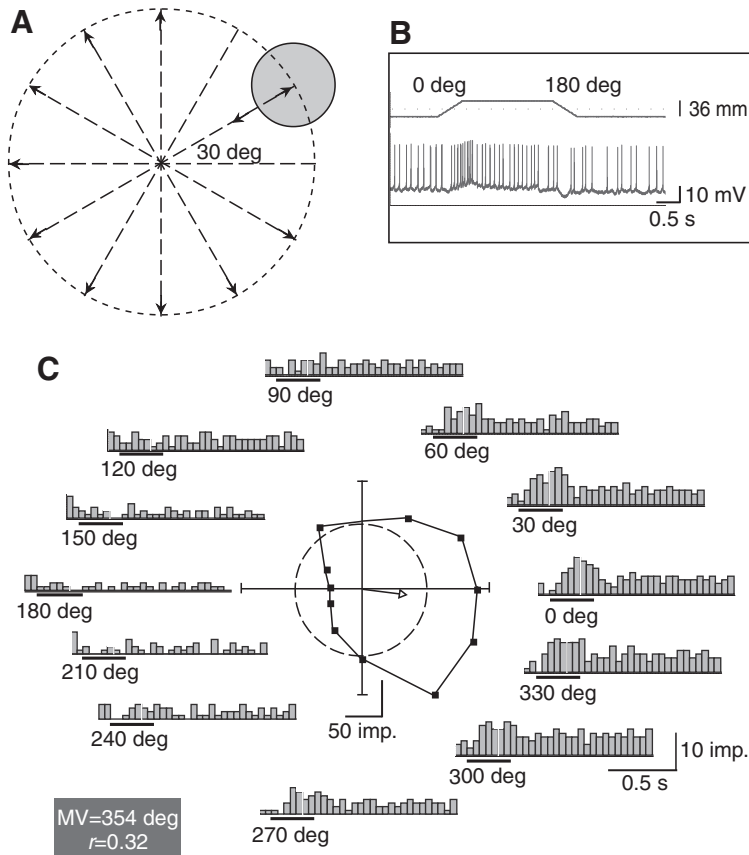 A
30 deg
B
0 deg
180 deg
36 mm
10 mV
0.5 s
C
90 deg
60 deg
120 deg
30 deg
150 deg
0 deg
180 deg
330 deg
210 deg
240 deg
50 imp.
300 deg
10 imp.
0.5 s
270 deg
MV=354 deg
r=0.32